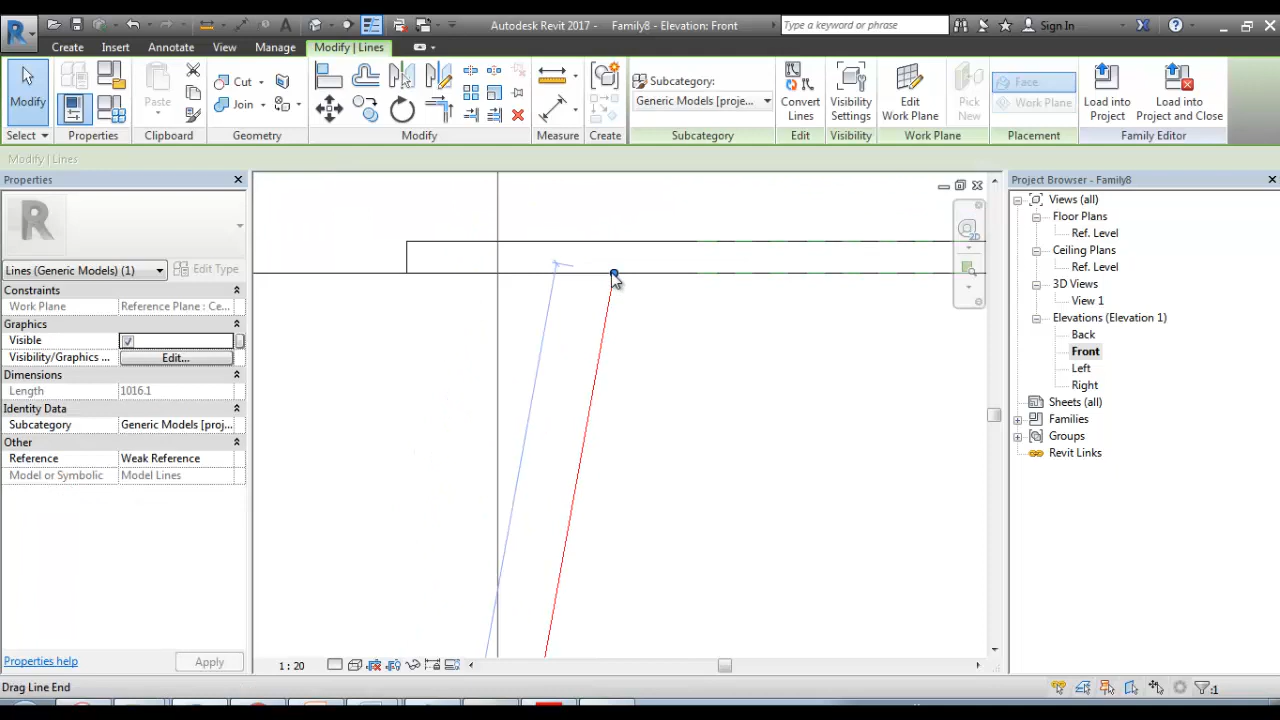 Autodesk Revit 2017 - Family8 - Elevation: Front
Type a keyword or phrase
Sign In
Create Insert Annotate View Manage Modify | Lines
Modify
Paste
Cut
Join
Subcategory:
Generic Models [proje...
Convert Lines
Visibility Settings
Edit Work Plane
Pick New
Face
Work Plane
Load into Project
Load into Project and Close
Select Properties Clipboard Geometry Modify Measure Create Subcategory Edit Visibility Work Plane Placement Family Editor
Modify | Lines
Properties
R
Lines (Generic Models) (1)
Edit Type
Constraints
Work Plane Reference Plane : Ce...
Graphics
Visible
Visibility/Graphics ... Edit...
Dimensions
Length 1016.1
Identity Data
Subcategory Generic Models [proj...
Other
Reference Weak Reference
Model or Symbolic Model Lines
Properties help
Apply
2D
1 : 20
Project Browser - Family8
Views (all)
Floor Plans
Ref. Level
Ceiling Plans
Ref. Level
3D Views
View 1
Elevations (Elevation 1)
Back
Front
Left
Right
Sheets (all)
Families
Groups
Revit Links
Drag Line End
:1